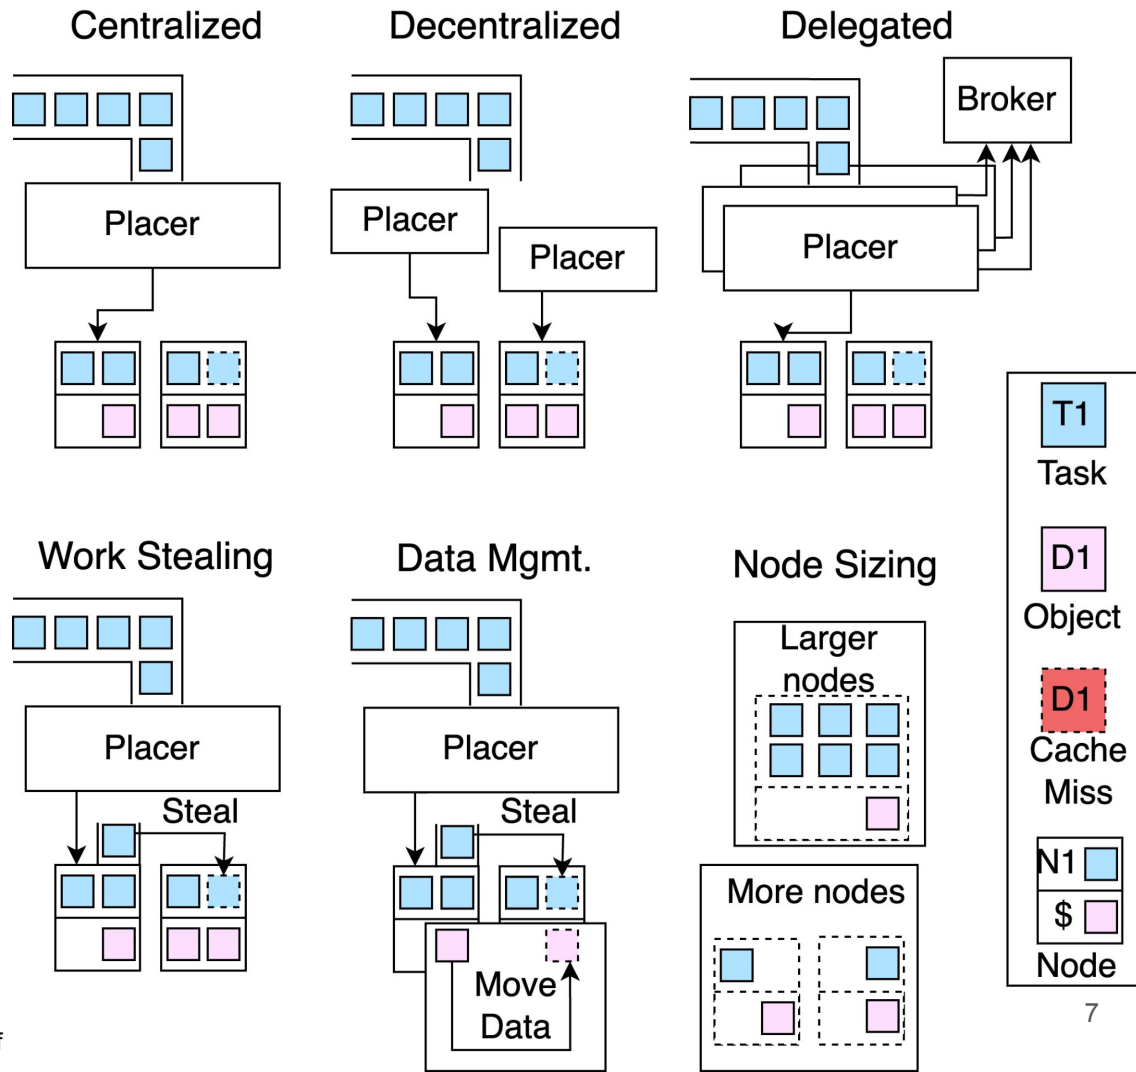 Centralized
Decentralized
Delegated
Broker
Placer
Placer
Placer
Placer
T1
Task
D1
Object
D1
Cache
Miss
N1
$
Node
Work Stealing
Data Mgmt.
Node Sizing
Placer
Steal
Placer
Steal
Move
Data
Larger
nodes
More nodes
7
f